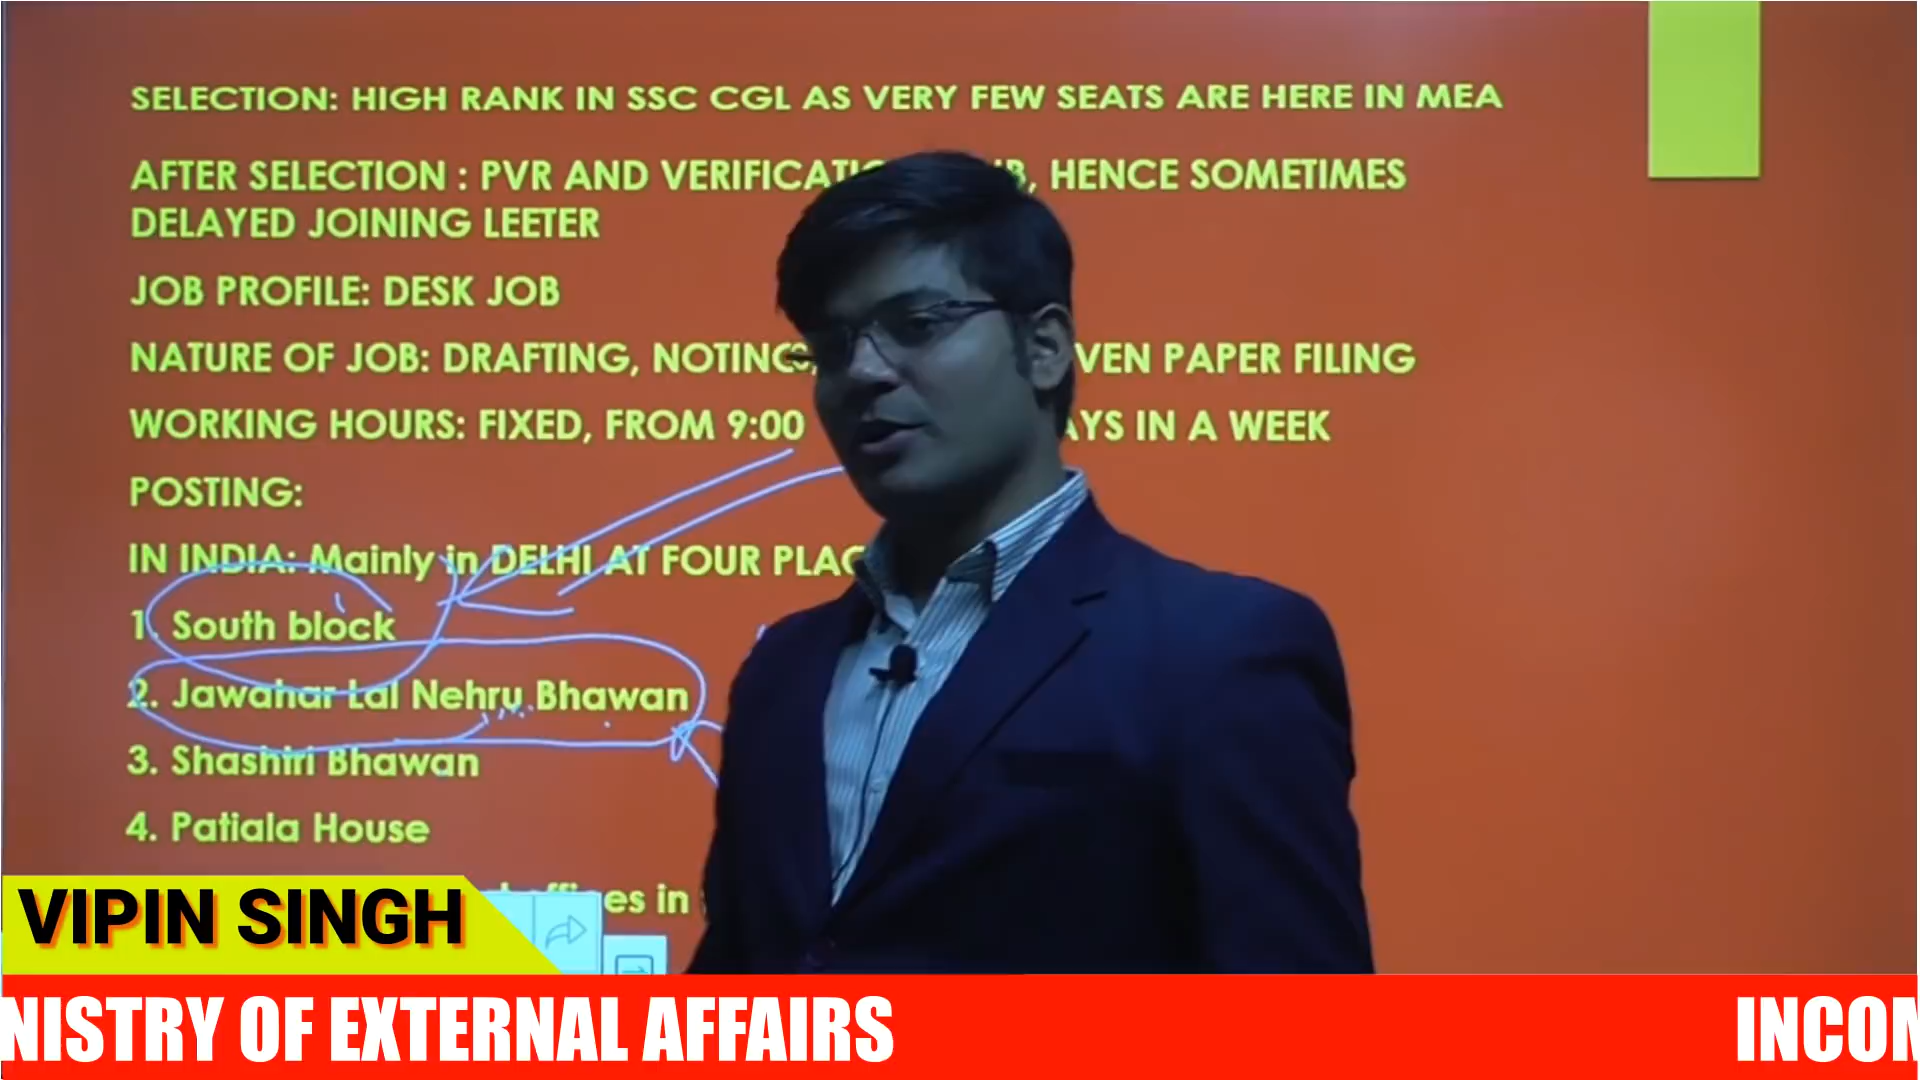 SELECTION: HIGH RANK IN SSC CGL AS VERY FEW SEATS ARE HERE IN MEA
AFTER SELECTION : PVR AND VERIFICATI B, HENCE SOMETIMES
DELAYED JOINING LEETER
JOB PROFILE: DESK JOB
NATURE OF JOB: DRAFTING, NOTING, VEN PAPER FILING
WORKING HOURS: FIXED, FROM 9:00 AYS IN A WEEK
POSTING:
IN INDIA: Mainly in DELHI AT FOUR PLAC
1. South block
2. Jawahar Lal Nehru Bhawan
3. Shashtri Bhawan
4. Patiala House
es in
VIPIN SINGH
NISTRY OF EXTERNAL AFFAIRS
INCOM